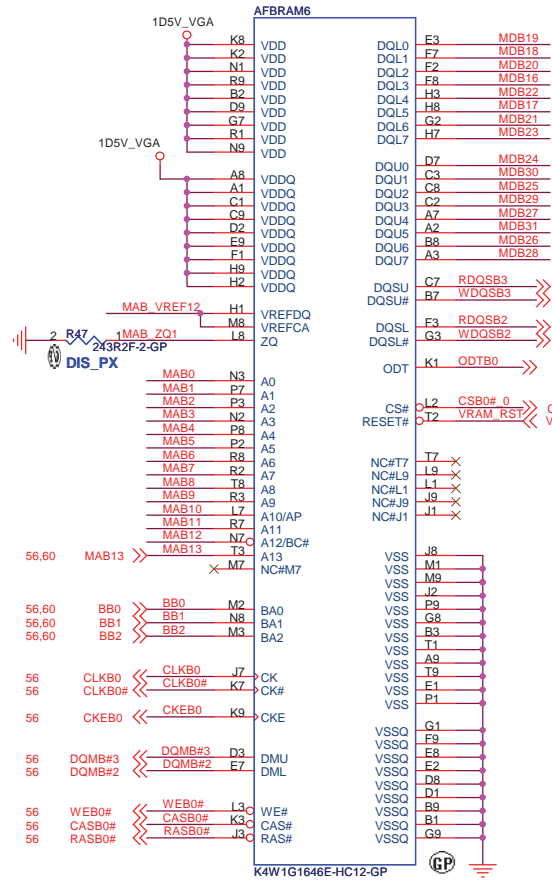 AFBRAM6
1D5V_VGA
K8 VDD DQL0 E3 MDB19
K2 VDD DQL1 F7 MDB18
N1 VDD DQL2 F2 MDB20
R9 VDD DQL3 F8 MDB16
B2 VDD DQL4 H3 MDB22
D9 VDD DQL5 H8 MDB17
G7 VDD DQL6 G2 MDB21
R1 VDD DQL7 H7 MDB23
N9 VDD
1D5V_VGA
A8 VDDQ DQU0 D7 MDB24
A1 VDDQ DQU1 C3 MDB30
C1 VDDQ DQU2 C8 MDB25
C9 VDDQ DQU3 C2 MDB29
D2 VDDQ DQU4 A7 MDB27
E9 VDDQ DQU5 A2 MDB31
F1 VDDQ DQU6 B8 MDB26
H9 VDDQ DQU7 A3 MDB28
H2 VDDQ
DQSU C7 RDQSB3
DQSU# B7 WDQSB3
MAB_VREF12 H1 VREFDQ
M8 VREFCA DQSL F3 RDQSB2
2 R47 1 MAB_ZQ1 L8 ZQ DQSL# G3 WDQSB2
243R2F-2-GP
DIS_PX
ODT K1 ODTB0
MAB0 N3 A0
MAB1 P7 A1
MAB2 P3 A2 CS# L2 CSB0#_0
MAB3 N2 A3 RESET# T2 VRAM_RST
MAB4 P8 A4
MAB5 P2 A5
MAB6 R8 A6 NC#T7 T7
MAB7 R2 A7 NC#L9 L9
MAB8 T8 A8 NC#L1 L1
MAB9 R3 A9 NC#J9 J9
MAB10 L7 A10/AP NC#J1 J1
MAB11 R7 A11
MAB12 N7 A12/BC#
56,60 MAB13 MAB13 T3 A13 VSS J8
M7 NC#M7 VSS M1
VSS M9
VSS J2
56,60 BB0 BB0 M2 BA0 VSS P9
56,60 BB1 BB1 N8 BA1 VSS G8
56,60 BB2 BB2 M3 BA2 VSS B3
VSS T1
VSS A9
56 CLKB0 CLKB0 J7 CK VSS T9
56 CLKB0# CLKB0# K7 CK# VSS E1
VSS P1
56 CKEB0 CKEB0 K9 CKE
VSSQ G1
VSSQ F9
56 DQMB#3 DQMB#3 D3 DMU VSSQ E8
56 DQMB#2 DQMB#2 E7 DML VSSQ E2
VSSQ D8
VSSQ D1
56 WEB0# WEB0# L3 WE# VSSQ B9
56 CASB0# CASB0# K3 CAS# VSSQ B1
56 RASB0# RASB0# J3 RAS# VSSQ G9
K4W1G1646E-HC12-GP
GP